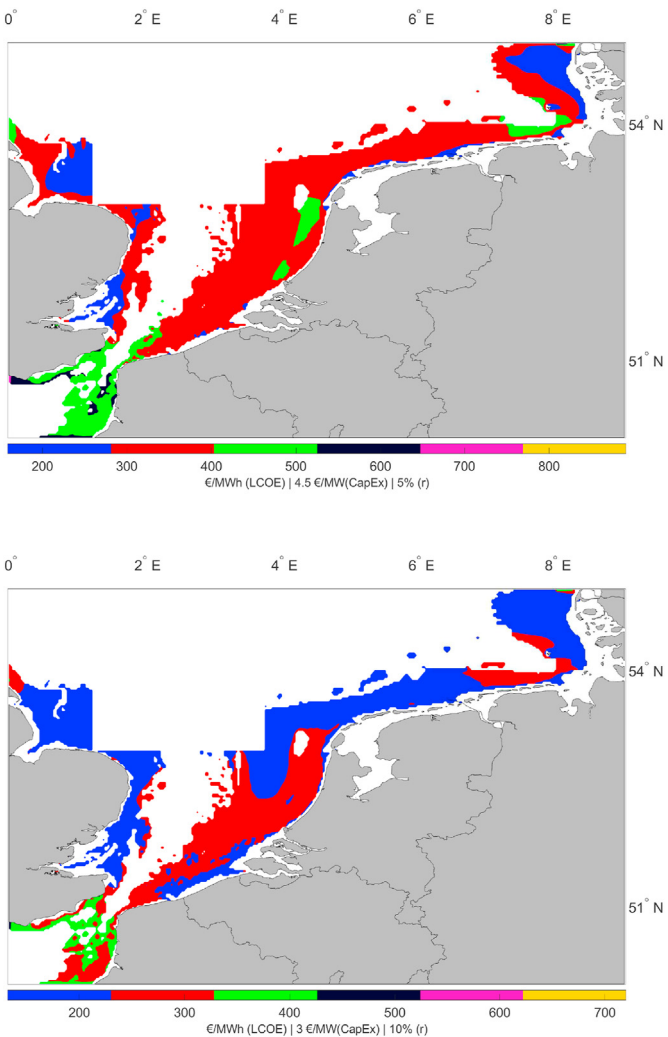 0° 2° E 4° E 6° E 8° E
54° N
51° N
200 300 400 500 600 700 800
€/MWh (LCOE) | 4.5 €/MW(CapEx) | 5% (r)
0° 2° E 4° E 6° E 8° E
54° N
51° N
200 300 400 500 600 700
€/MWh (LCOE) | 3 €/MW(CapEx) | 10% (r)